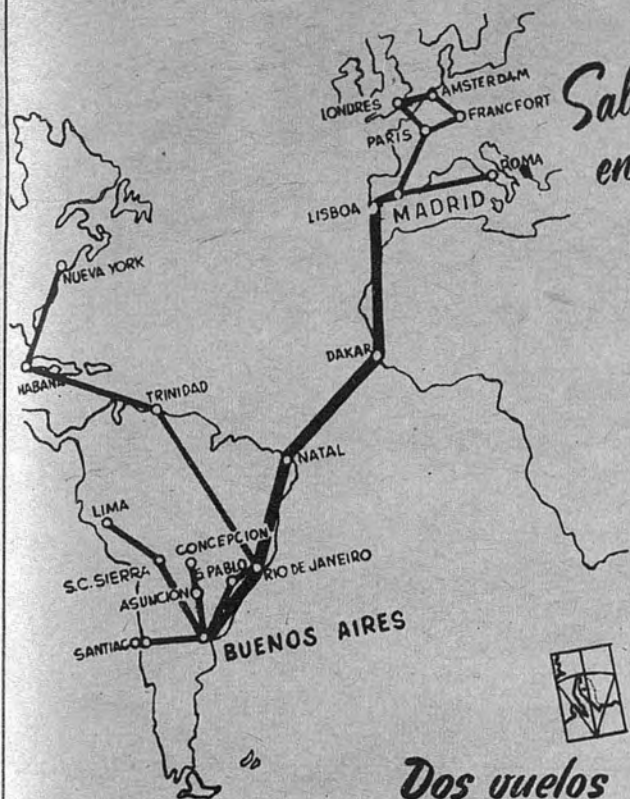 LONDRES
AMSTERDAM
FRANCFORT
PARIS
ROMA
LISBOA
MADRID
NUEVA YORK
HABANA
TRINIDAD
DAKAR
NATAL
LIMA
S.C. SIERRA
CONCEPCION
S. PABLO
RIO DE JANEIRO
ASUNCIÓN
SANTIAGO
BUENOS AIRES
Sal
en
Dos vuelos